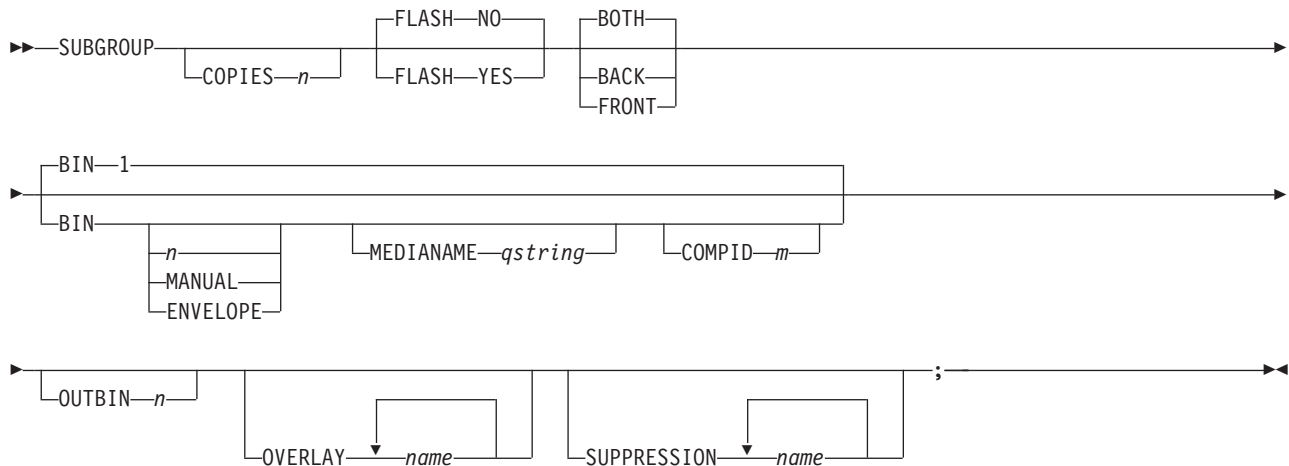 FLASH NO BOTH
SUBGROUP
COPIES n FLASH YES BACK
FRONT
BIN 1
BIN
n MEDIANAME qstring COMPID m
MANUAL
ENVELOPE
;
OUTBIN n
OVERLAY name SUPPRESSION name